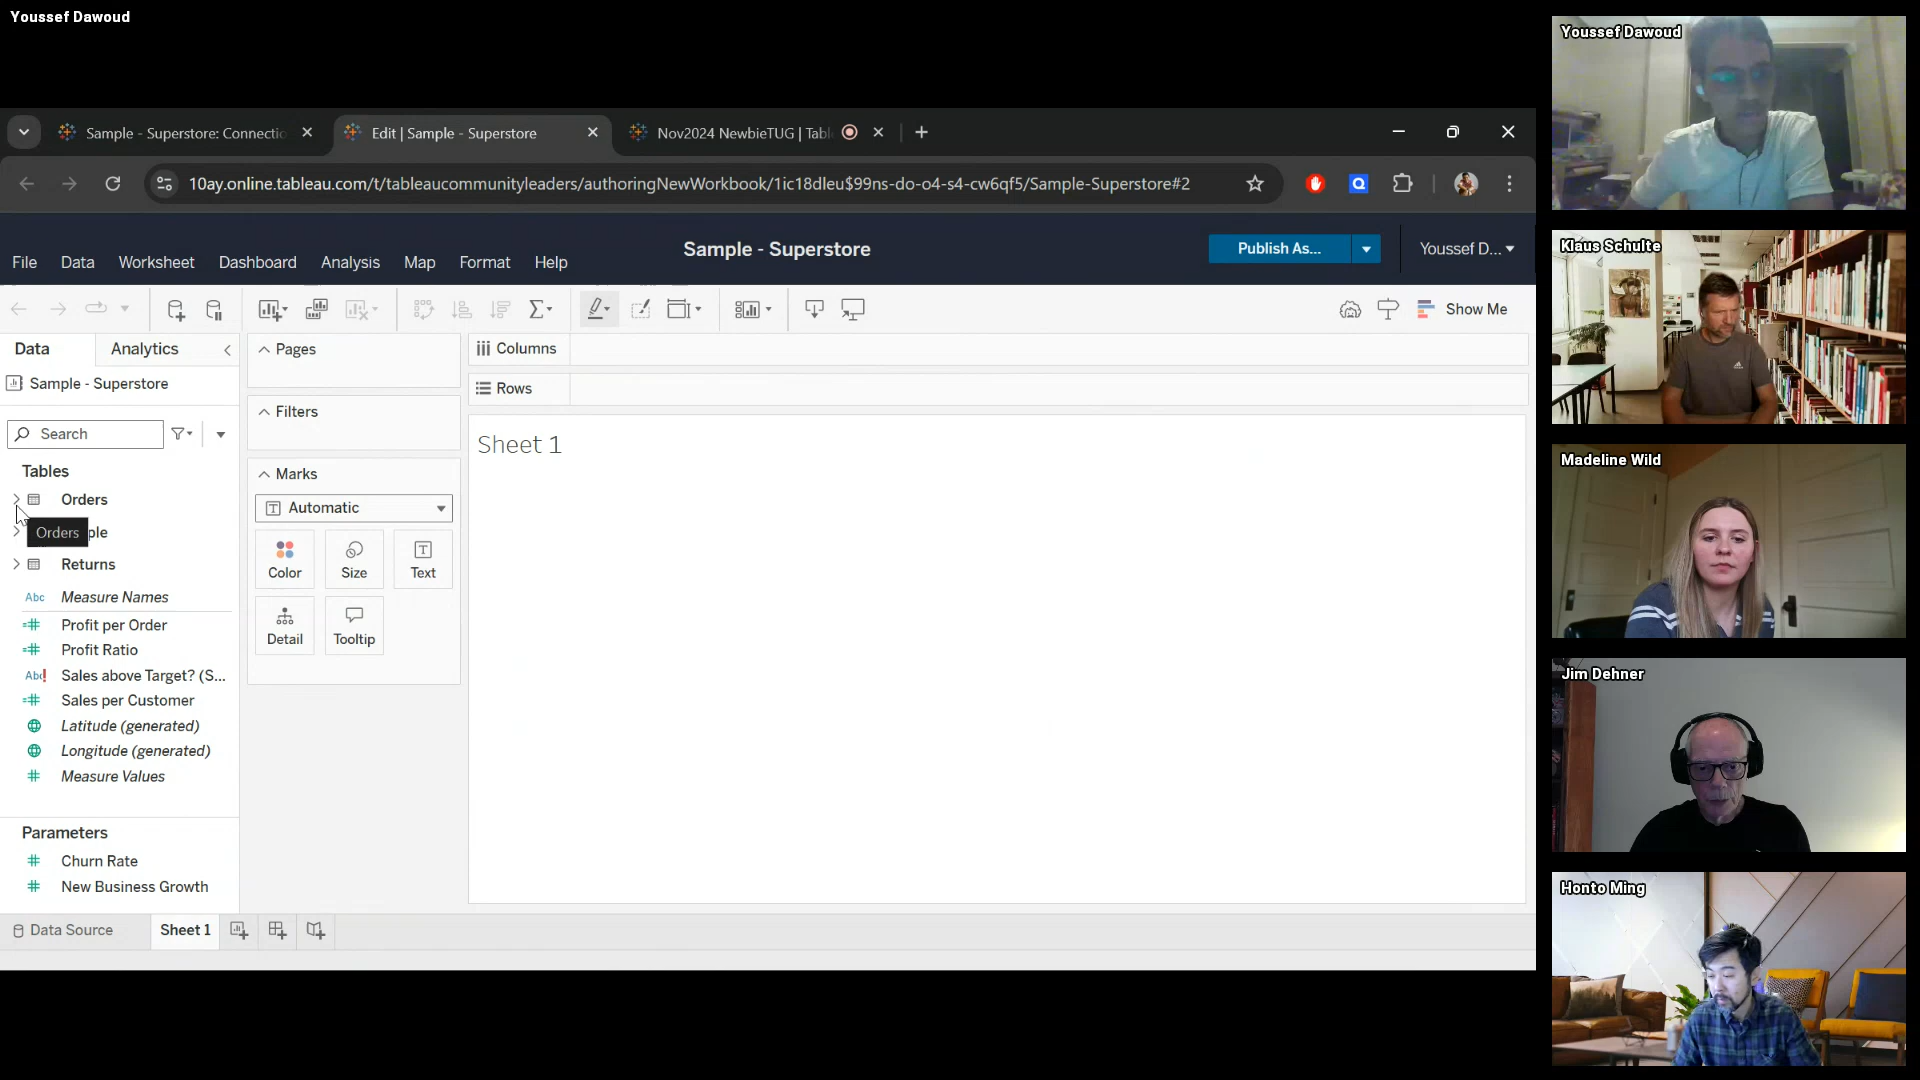 Youssef Dawoud
Sample - Superstore: Connectio
Edit | Sample - Superstore
Nov2024 NewbieTUG | Tabl
10ay.online.tableau.com/t/tableaucommunityleaders/authoringNewWorkbook/1ic18dleu$99ns-do-o4-s4-cw6qf5/Sample-Superstore#2
Sample - Superstore
Publish As...
Youssef D...
File Data Worksheet Dashboard Analysis Map Format Help
Show Me
Data
Analytics
Sample - Superstore
Search
Tables
Orders
Orders
ple
Returns
Abc Measure Names
Profit per Order
Profit Ratio
Abc! Sales above Target? (S...
Sales per Customer
Latitude (generated)
Longitude (generated)
Measure Values
Parameters
Churn Rate
New Business Growth
Pages
Filters
Marks
Automatic
Color
Size
Text
Detail
Tooltip
Columns
Rows
Sheet 1
Data Source
Sheet 1
Youssef Dawoud
Klaus Schulte
Madeline Wild
Jim Dehner
Honto Ming